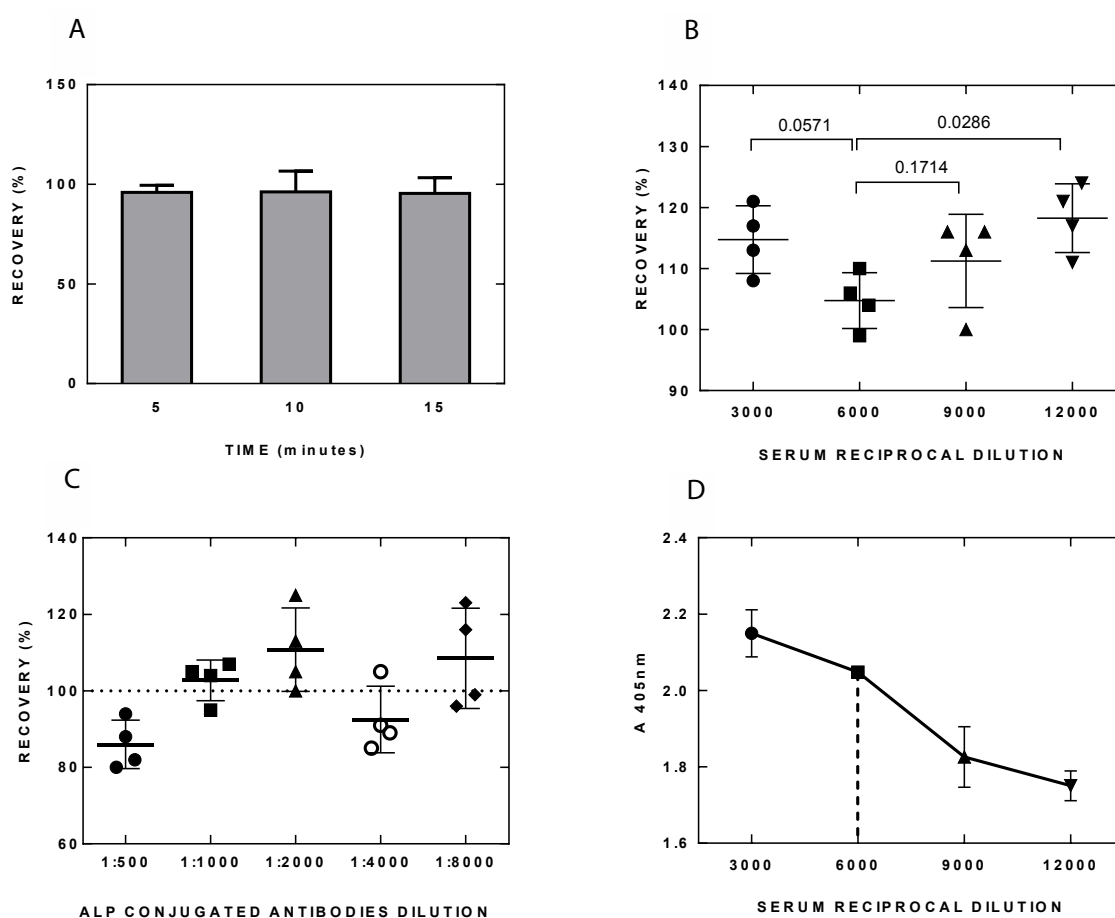 A
RECOVERY (%)
150
100
50
0
5 10 15
TIME (minutes)
B
RECOVERY (%)
140
130
120
110
100
90
0.0571
0.0286
0.1714
3000 6000 9000 12000
SERUM RECIPROCAL DILUTION
C
RECOVERY (%)
140
120
100
80
60
1:500 1:1000 1:2000 1:4000 1:8000
ALP CONJUGATED ANTIBODIES DILUTION
D
A 405nm
2.4
2.2
2.0
1.8
1.6
3000 6000 9000 12000
SERUM RECIPROCAL DILUTION